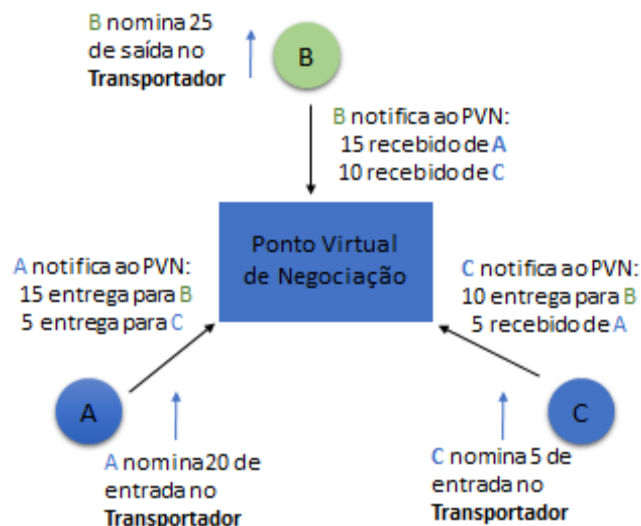 B nomina 25
de saída no
Transportador
B
B notifica ao PVN:
15 recebido de A
10 recebido de C
Ponto Virtual
de Negociação
A notifica ao PVN:
15 entrega para B
5 entrega para C
C notifica ao PVN:
10 entrega para B
5 recebido de A
A
C
A nomina 20 de
entrada no
Transportador
C nomina 5 de
entrada no
Transportador